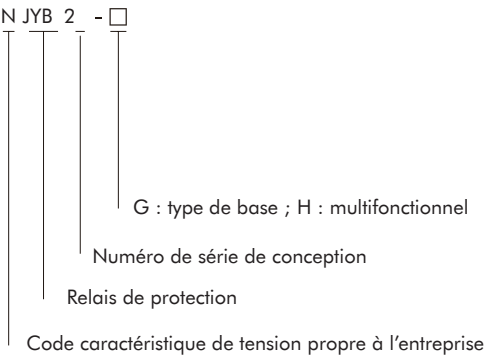 N JYB 2 - □
G : type de base ; H : multifonctionnel
Numéro de série de conception
Relais de protection
Code caractéristique de tension propre à l'entreprise